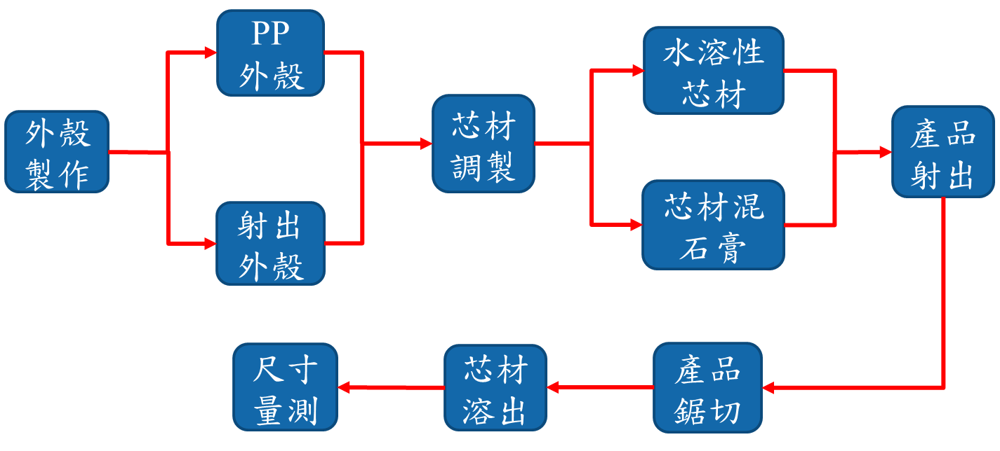 外殼
製作
PP
外殼
射出
外殼
芯材
調製
水溶性
芯材
芯材混
石膏
產品
射出
產品
鋸切
芯材
溶出
尺寸
量測